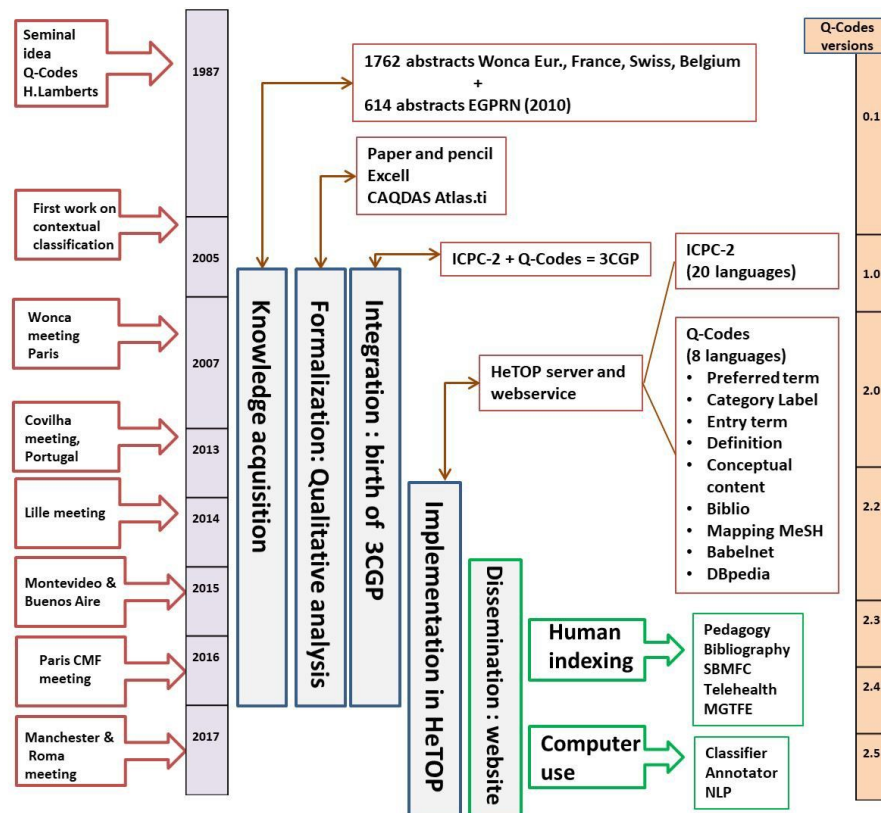 Seminal
idea
Q-Codes
H.Lamberts
First work on
contextual
classification
Wonca
meeting
Paris
Covilha
meeting,
Portugal
Lille meeting
Montevideo &
Buenos Aire
Paris CMF
meeting
Manchester &
Roma
meeting
1987
2005
2007
2013
2014
2015
2016
2017
Knowledge acquisition
Formalization: Qualitative analysis
Integration : birth of 3CGP
Implementation in HeTOP
Dissemination : website
1762 abstracts Wonca Eur., France, Swiss, Belgium
+
614 abstracts EGPRN (2010)
Paper and pencil
Excell
CAQDAS Atlas.ti
ICPC-2 + Q-Codes = 3CGP
HeTOP server and
webservice
ICPC-2
(20 languages)
Q-Codes
(8 languages)
• Preferred term
• Category Label
• Entry term
• Definition
• Conceptual
content
• Biblio
• Mapping MeSH
• Babelnet
• DBpedia
Human
indexing
Pedagogy
Bibliography
SBMFC
Telehealth
MGTFE
Computer
use
Classifier
Annotator
NLP
Q-Codes
versions
0.1
1.0
2.0
2.2
2.3
2.4
2.5